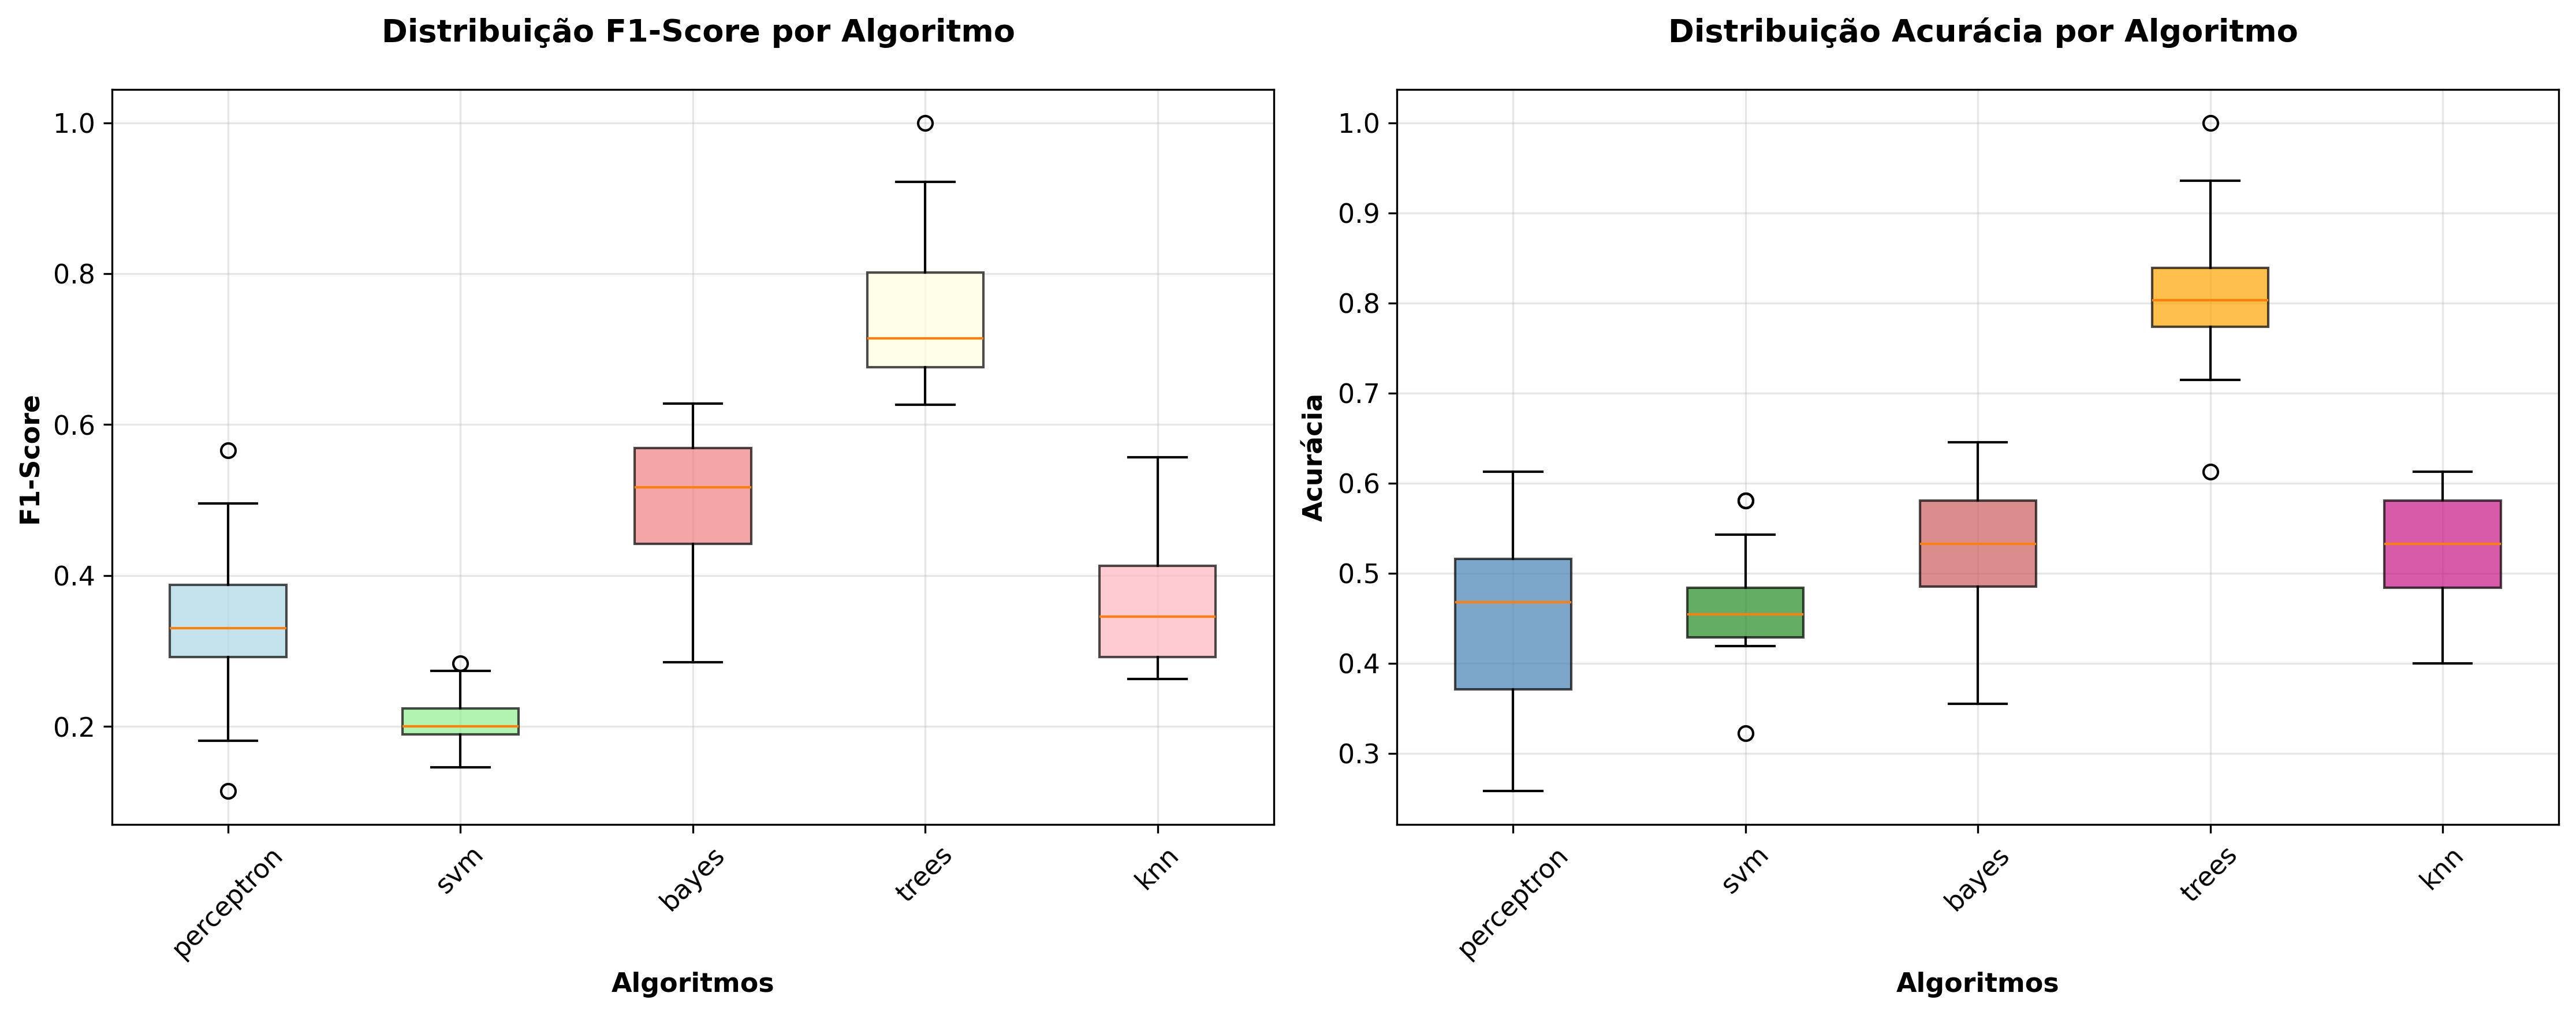 Distribuição F1-Score por Algoritmo
F1-Score
1.0
0.8
0.6
0.4
0.2
perceptron
svm
bayes
trees
knn
Algoritmos
Distribuição Acurácia por Algoritmo
Acurácia
1.0
0.9
0.8
0.7
0.6
0.5
0.4
0.3
perceptron
svm
bayes
trees
knn
Algoritmos